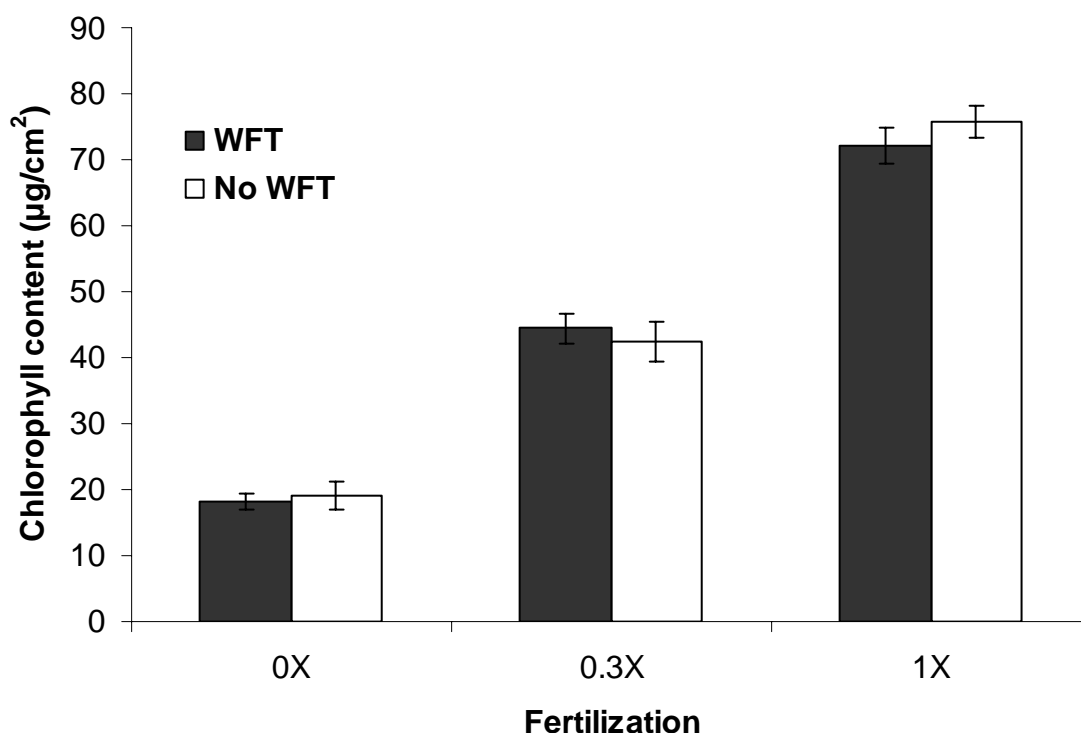 90
80
70
60
50
40
30
20
10
0
Chlorophyll content (µg/cm²)
WFT
No WFT
0X 0.3X 1X
Fertilization